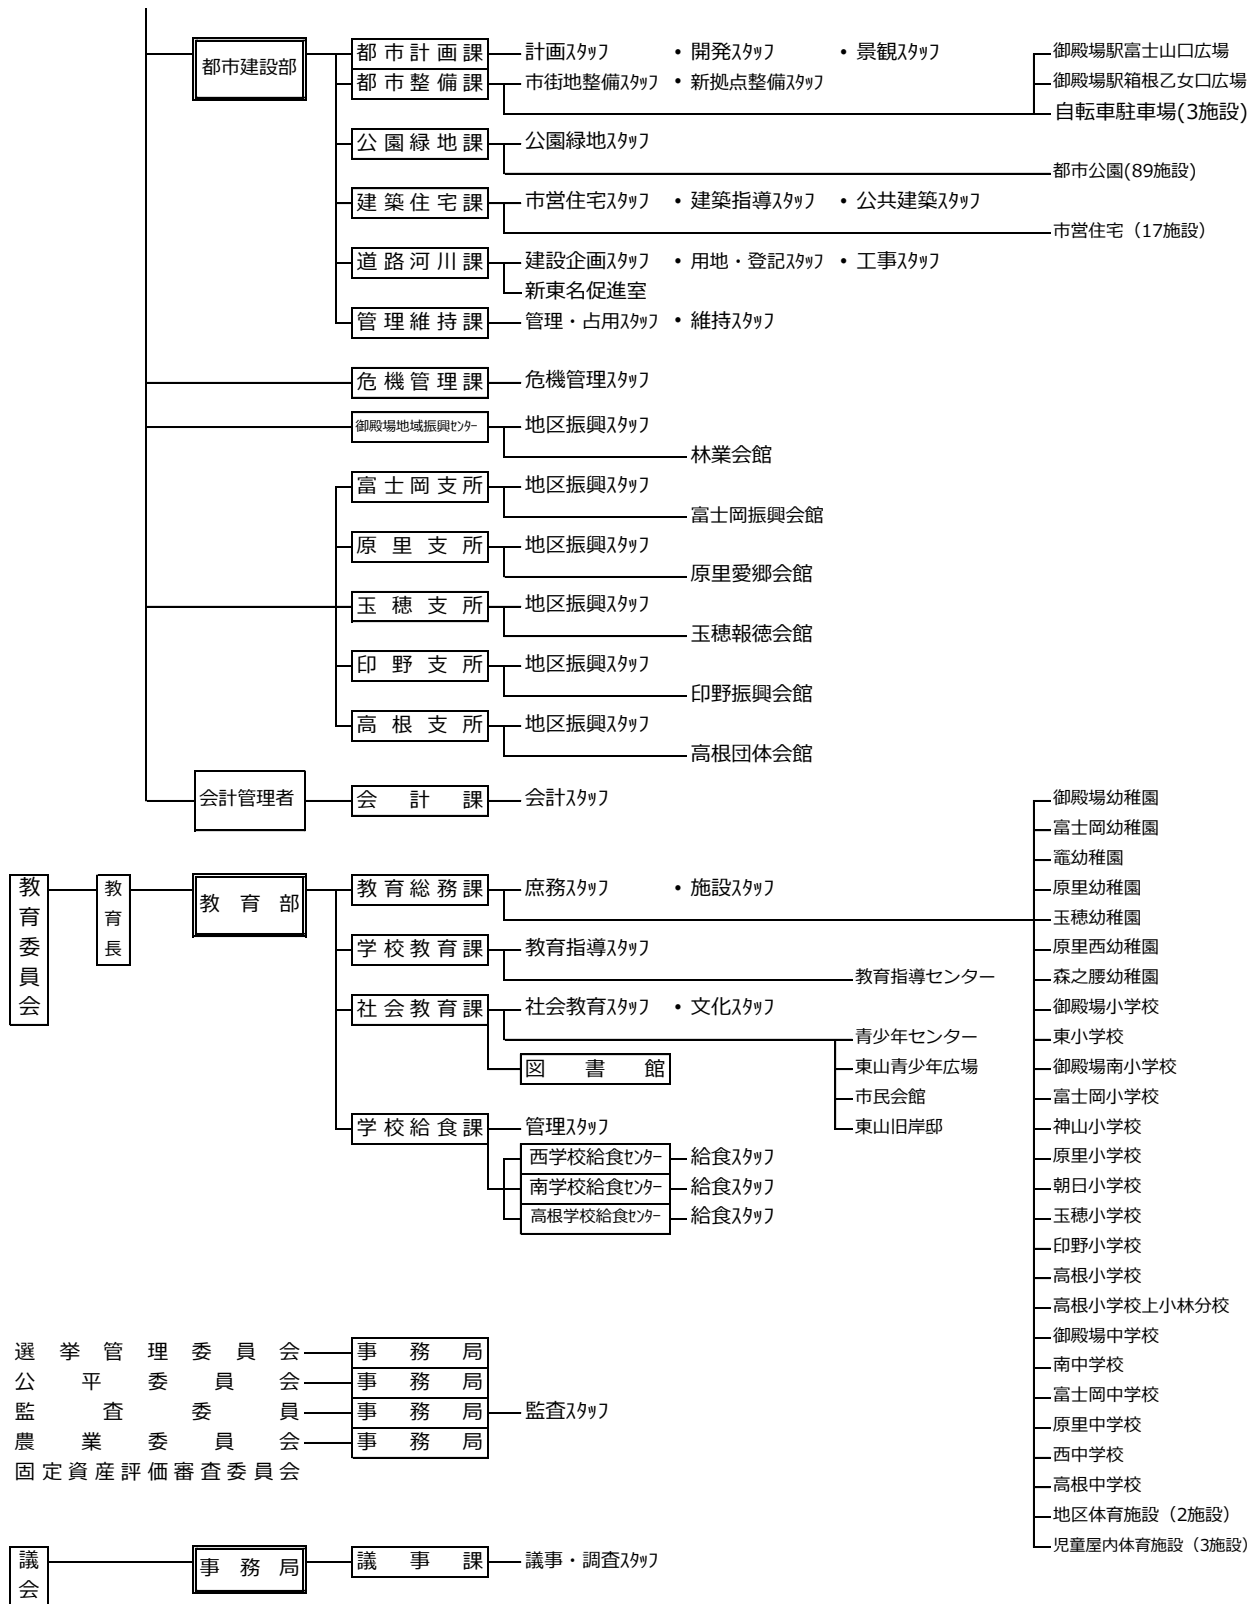 都市建設部
都市計画課 計画ｽﾀｯﾌ ・ 開発ｽﾀｯﾌ ・ 景観ｽﾀｯﾌ 御殿場駅富士山口広場
都市整備課 市街地整備ｽﾀｯﾌ ・ 新拠点整備ｽﾀｯﾌ 御殿場駅箱根乙女口広場
自転車駐車場(3施設)
公園緑地課 公園緑地ｽﾀｯﾌ
都市公園(89施設)
建築住宅課 市営住宅ｽﾀｯﾌ ・ 建築指導ｽﾀｯﾌ ・ 公共建築ｽﾀｯﾌ
市営住宅（17施設）
道路河川課 建設企画ｽﾀｯﾌ ・ 用地・登記ｽﾀｯﾌ ・ 工事ｽﾀｯﾌ
新東名促進室
管理維持課 管理・占用ｽﾀｯﾌ ・ 維持ｽﾀｯﾌ
危機管理課 危機管理ｽﾀｯﾌ
御殿場地域振興ｾﾝﾀｰ 地区振興ｽﾀｯﾌ
林業会館
富士岡支所 地区振興ｽﾀｯﾌ
富士岡振興会館
原里支所 地区振興ｽﾀｯﾌ
原里愛郷会館
玉穂支所 地区振興ｽﾀｯﾌ
玉穂報徳会館
印野支所 地区振興ｽﾀｯﾌ
印野振興会館
高根支所 地区振興ｽﾀｯﾌ
高根団体会館
会計管理者 会計課 会計ｽﾀｯﾌ
教育委員会 教育長 教育部
教育総務課 庶務ｽﾀｯﾌ ・ 施設ｽﾀｯﾌ
学校教育課 教育指導ｽﾀｯﾌ
教育指導センター
社会教育課 社会教育ｽﾀｯﾌ ・ 文化ｽﾀｯﾌ
青少年センター
図書館 東山青少年広場
市民会館
東山旧岸邸
学校給食課 管理ｽﾀｯﾌ
西学校給食ｾﾝﾀｰ 給食ｽﾀｯﾌ
南学校給食ｾﾝﾀｰ 給食ｽﾀｯﾌ
高根学校給食ｾﾝﾀｰ 給食ｽﾀｯﾌ
御殿場幼稚園
富士岡幼稚園
竈幼稚園
原里幼稚園
玉穂幼稚園
原里西幼稚園
森之腰幼稚園
御殿場小学校
東小学校
御殿場南小学校
富士岡小学校
神山小学校
原里小学校
朝日小学校
玉穂小学校
印野小学校
高根小学校
高根小学校上小林分校
御殿場中学校
南中学校
富士岡中学校
原里中学校
西中学校
高根中学校
地区体育施設（2施設）
児童屋内体育施設（3施設）
選挙管理委員会 事務局
公平委員会 事務局
監査委員 事務局 監査ｽﾀｯﾌ
農業委員会 事務局
固定資産評価審査委員会
議会 事務局 議事課 議事・調査ｽﾀｯﾌ